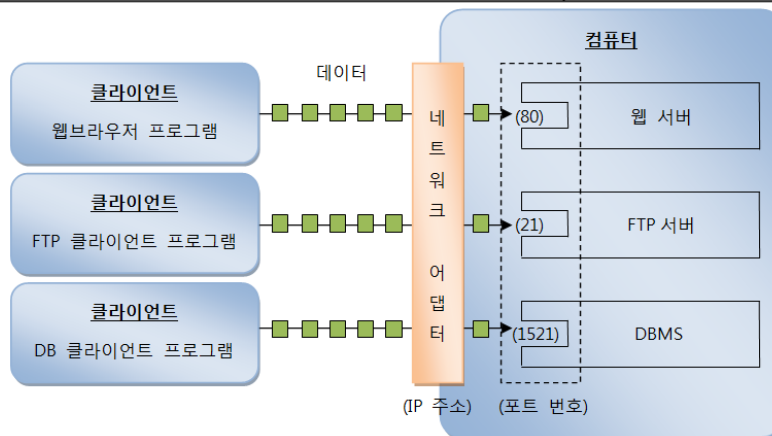 컴퓨터
클라이언트
웹브라우저 프로그램
데이터
(80)
웹 서버
클라이언트
FTP 클라이언트 프로그램
(21)
FTP 서버
클라이언트
DB 클라이언트 프로그램
(1521)
DBMS
네
트
워
크
어
댑
터
(IP 주소)
(포트 번호)